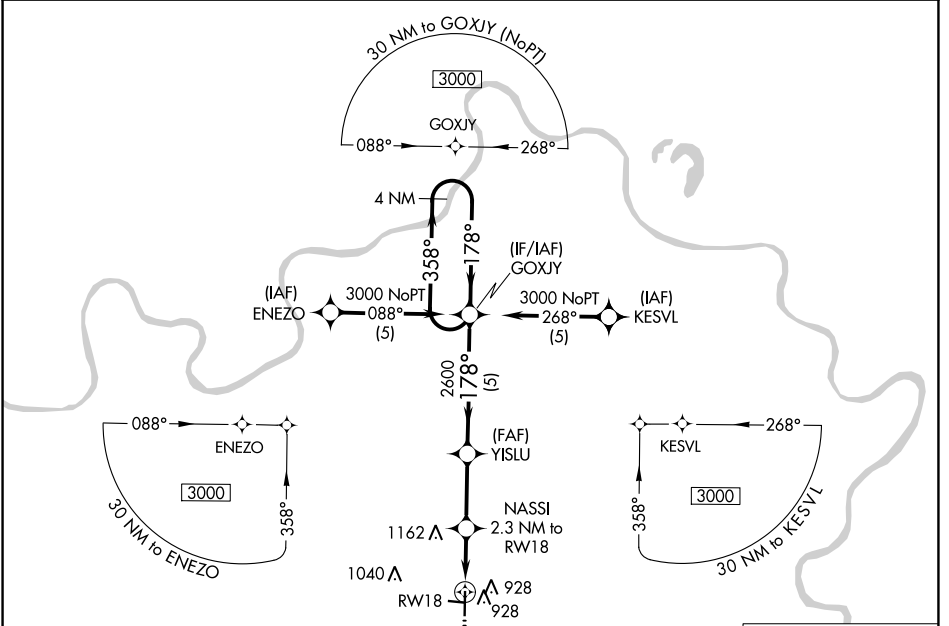 30 NM to GOXJY (NoPT)
3000
GOXJY
088°
268°
4 NM
358°
178°
(IF/IAF)
GOXJY
(IAF)
ENEZO
3000 NoPT
088°
(5)
3000 NoPT
268°
(5)
(IAF)
KESVL
2600
178°
(5)
088°
ENEZO
3000
358°
30 NM to ENEZO
(FAF)
YISLU
268°
KESVL
3000
358°
30 NM to KESVL
NASSI
2.3 NM to
RW18
1162
1040
RW18
928
928